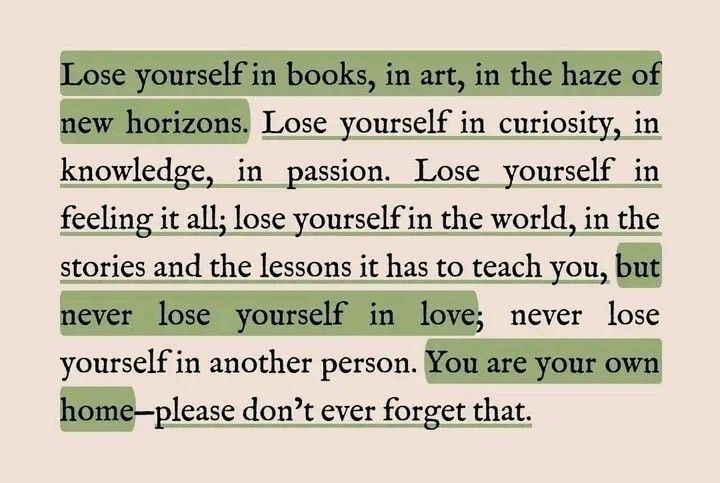 Lose yourself in books, in art, in the haze of
new horizons. Lose yourself in curiosity, in
knowledge, in passion. Lose yourself in
feeling it all; lose yourself in the world, in the
stories and the lessons it has to teach you, but
never lose yourself in love; never lose
yourself in another person. You are your own
home—please don't ever forget that.